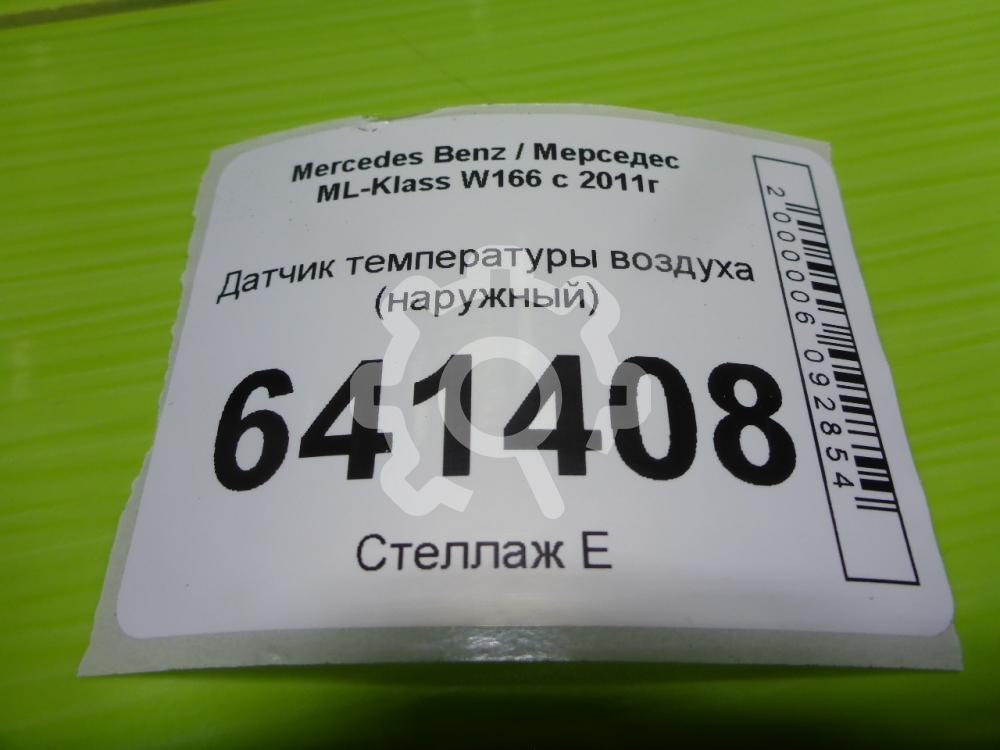 Mercedes Benz / Мерседес
ML-Klass W166 с 2011г
Датчик температуры воздуха
(наружный)
641408
Стеллаж Е
2000006092854